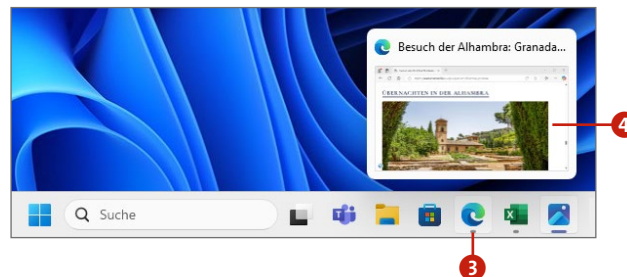 Besuch der Alhambra: Granada...
ÜBERNACHTEN IN DER ALHAMBRA
4
Suche
3